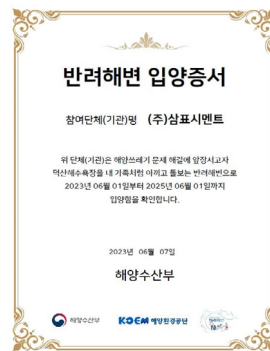 반려해변 입양증서
참여단체(기관)명 (주)삼표시멘트
위 단체(기관)은 해양쓰레기 문제 해결에 앞장서고자
덕산해수욕장을 내 가족처럼 아끼고 돌보는 반려해변으로
2023년 06월 01일부터 2025년 06월 01일까지
입양함을 확인합니다.
2023년 06월 07일
해양수산부
해양수산부 KOEM 해양환경공단